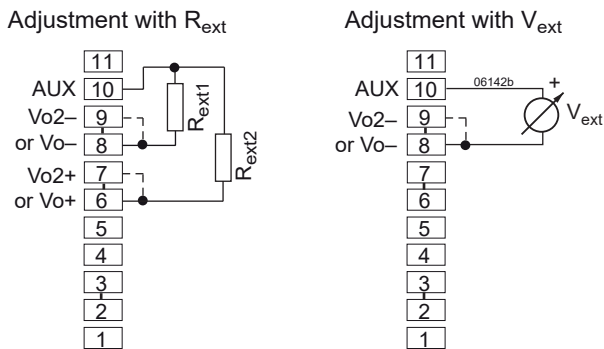 Adjustment with Rext
11
AUX 10
Vo2– 9
or Vo– 8
Vo2+ 7
or Vo+ 6
5
4
3
2
1
Rext1
Rext2
Adjustment with Vext
11
AUX 10 06142b +
Vo2– 9
or Vo– 8 Vext
7
6
5
4
3
2
1